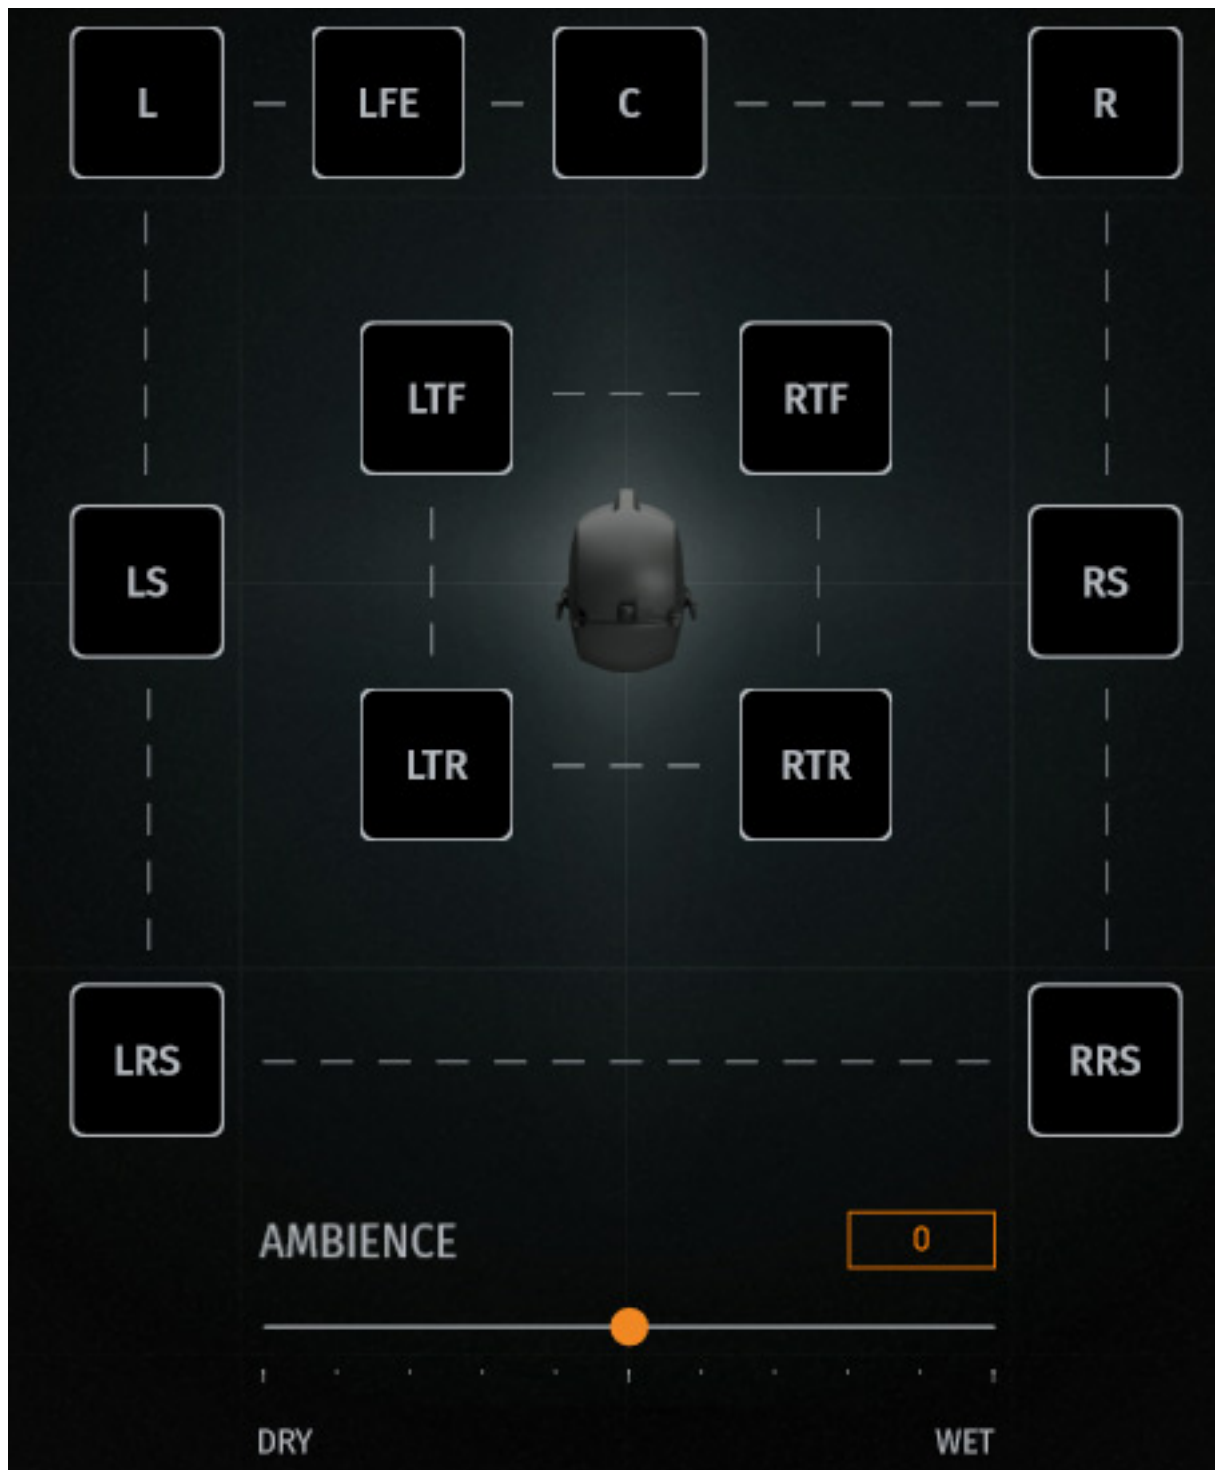 L LFE C R
LTF RTF
LS RS
LTR RTR
LRS RRS
AMBIENCE 0
DRY WET